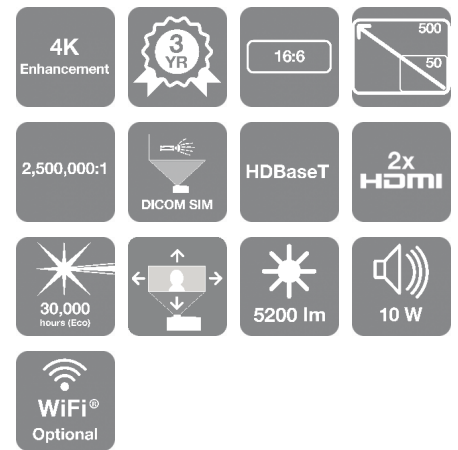 4K
Enhancement
3
YR
16:6
500
50
2,500,000:1
DICOM SIM
HDBaseT
2x
HDMI
30,000
hours (Eco)
5200 lm
10 W
WiFi®
Optional